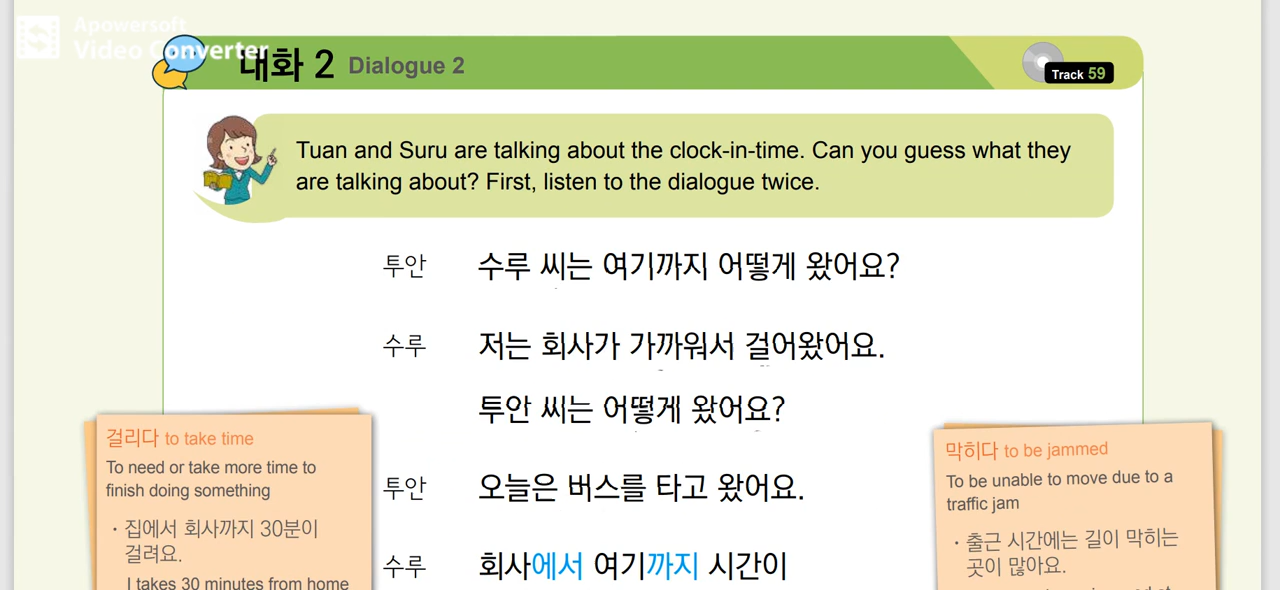 Apowersoft
Video Converter
대화 2 Dialogue 2
Track 59
Tuan and Suru are talking about the clock-in-time. Can you guess what they
are talking about? First, listen to the dialogue twice.
투안 수루 씨는 여기까지 어떻게 왔어요?
수루 저는 회사가 가까워서 걸어왔어요.
투안 씨는 어떻게 왔어요?
투안 오늘은 버스를 타고 왔어요.
수루 회사에서 여기까지 시간이
걸리다 to take time
To need or take more time to
finish doing something
· 집에서 회사까지 30분이
걸려요.
I takes 30 minutes from home
막히다 to be jammed
To be unable to move due to a
traffic jam
· 출근 시간에는 길이 막히는
곳이 많아요.